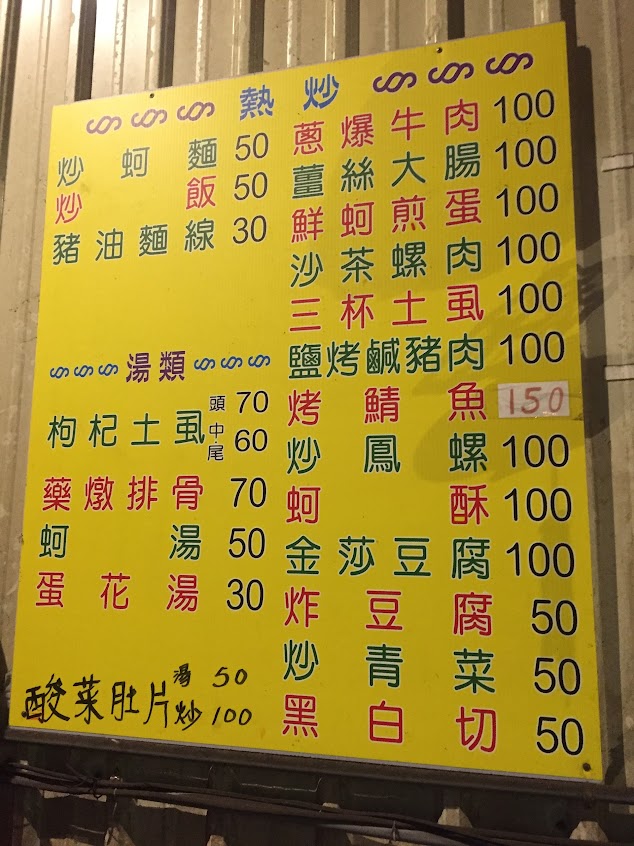 熱炒
炒蚵麵 50
炒飯 50
豬油麵線 30
湯類
枸杞土虱 頭 70
中
尾 60
藥燉排骨 70
蚵湯 50
蛋花湯 30
酸菜肚片 湯 50
炒 100
蔥爆牛肉 100
薑絲大腸 100
鮮蚵煎蛋 100
沙茶螺肉 100
三杯土虱 100
鹽烤鹹豬肉 100
烤鯖魚 150
炒鳳螺 100
蚵酥 100
金莎豆腐 100
炸豆腐 50
炒青菜 50
黑白切 50